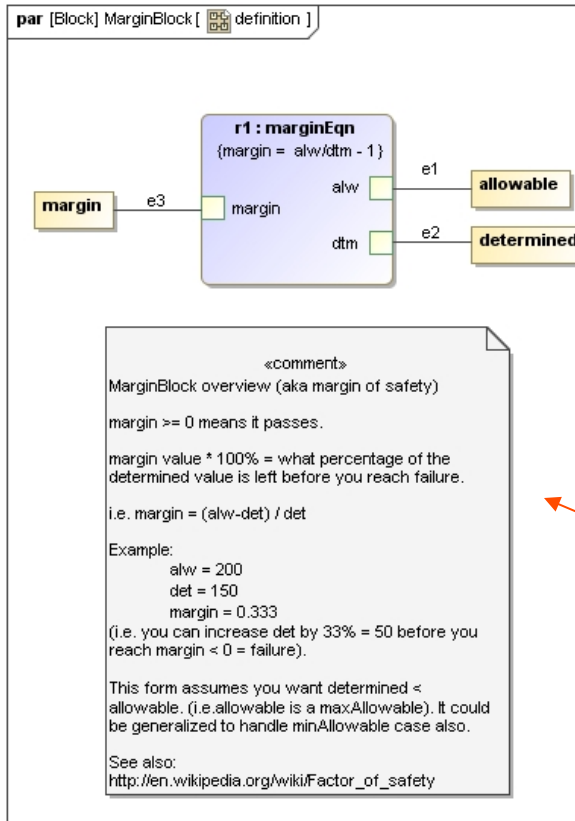 par [Block] MarginBlock [ definition ]
r1 : marginEqn
{margin = alw/dtm - 1}
e1
alw
allowable
e3
margin
margin
e2
dtm
determined
«comment»
MarginBlock overview (aka margin of safety)
margin >= 0 means it passes.
margin value * 100% = what percentage of the
determined value is left before you reach failure.
i.e. margin = (alw-det) / det
Example:
alw = 200
det = 150
margin = 0.333
(i.e. you can increase det by 33% = 50 before you
reach margin < 0 = failure).
This form assumes you want determined <
allowable. (i.e.allowable is a maxAllowable). It could
be generalized to handle minAllowable case also.
See also:
http://en.wikipedia.org/wiki/Factor_of_safety